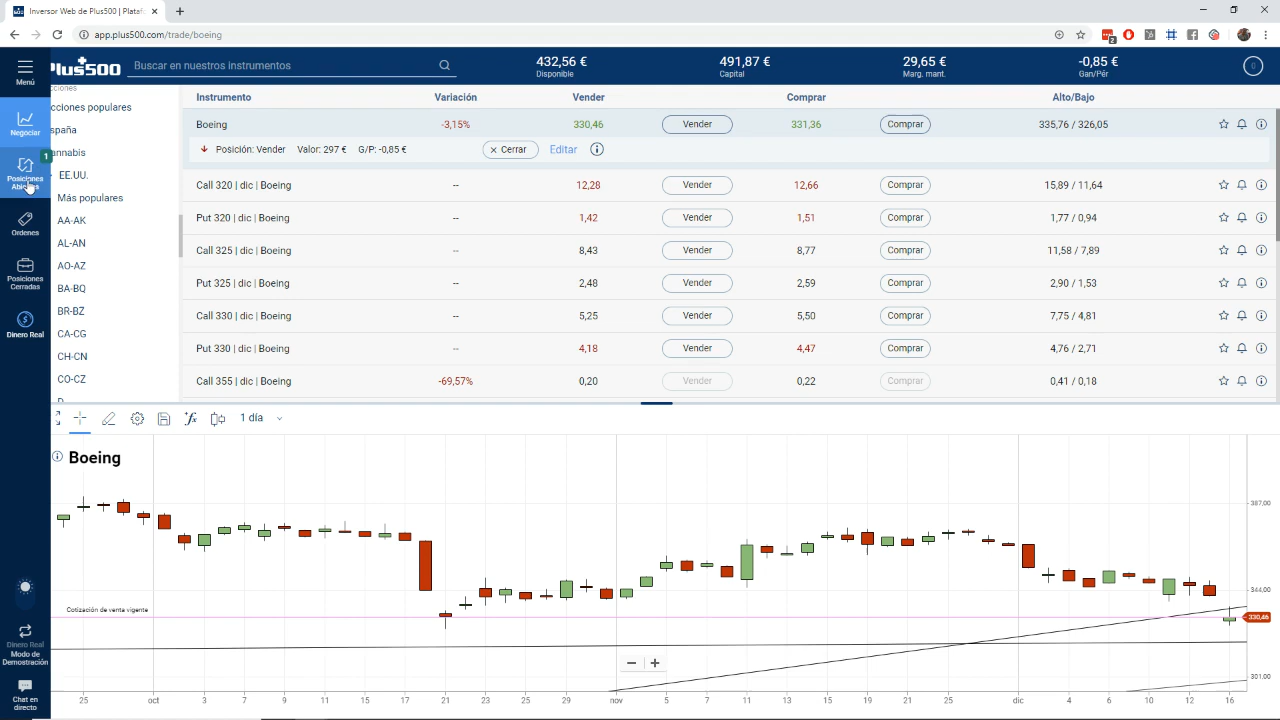 Inversor Web de Plus500 | Plataf
app.plus500.com/trade/boeing
2
Menú
Plus500
Buscar en nuestros instrumentos
432,56 €
Disponible
491,87 €
Capital
29,65 €
Marg. mant.
-0,85 €
Gan/Pér
Negociar
1
Posiciones
Abiertas
Ordenes
Posiciones
Cerradas
Dinero Real
Dinero Real
Modo de
Demostración
Chat en
directo
cciones
cciones populares
spaña
annabis
EE.UU.
Más populares
AA-AK
AL-AN
AO-AZ
BA-BQ
BR-BZ
CA-CG
CH-CN
CO-CZ
Instrumento Variación Vender Comprar Alto/Bajo
Boeing -3,15% 330,46 Vender 331,36 Comprar 335,76 / 326,05
Posición: Vender Valor: 297 € G/P: -0,85 € × Cerrar Editar
Call 320 | dic | Boeing -- 12,28 Vender 12,66 Comprar 15,89 / 11,64
Put 320 | dic | Boeing -- 1,42 Vender 1,51 Comprar 1,77 / 0,94
Call 325 | dic | Boeing -- 8,43 Vender 8,77 Comprar 11,58 / 7,89
Put 325 | dic | Boeing -- 2,48 Vender 2,59 Comprar 2,90 / 1,53
Call 330 | dic | Boeing -- 5,25 Vender 5,50 Comprar 7,75 / 4,81
Put 330 | dic | Boeing -- 4,18 Vender 4,47 Comprar 4,76 / 2,71
Call 355 | dic | Boeing -69,57% 0,20 Vender 0,22 Comprar 0,41 / 0,18
1 día
Boeing
387,00
344,00
Cotización de venta vigente
330,46
301,00
25 oct 3 7 9 11 15 17 21 23 25 29 nov 5 7 11 13 15 19 21 25 dic 4 6 10 12 16